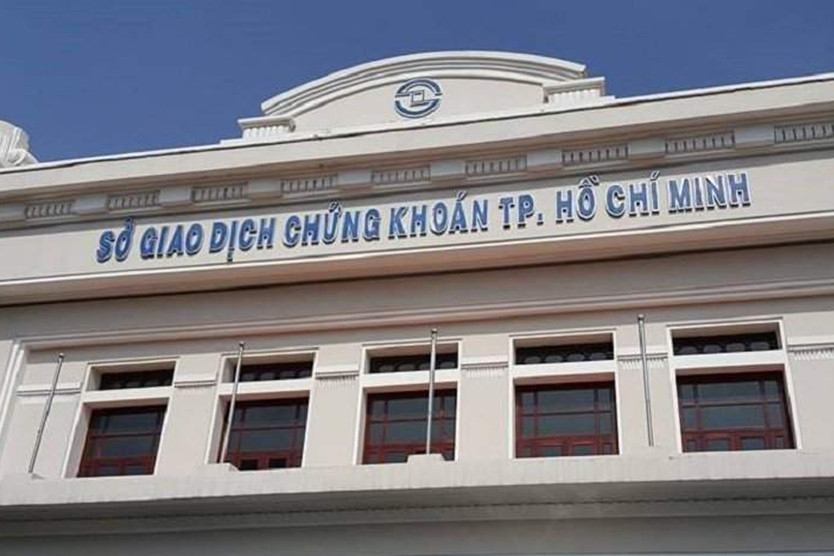 SỞ GIAO DỊCH CHỨNG KHOÁN TP. HỒ CHÍ MINH